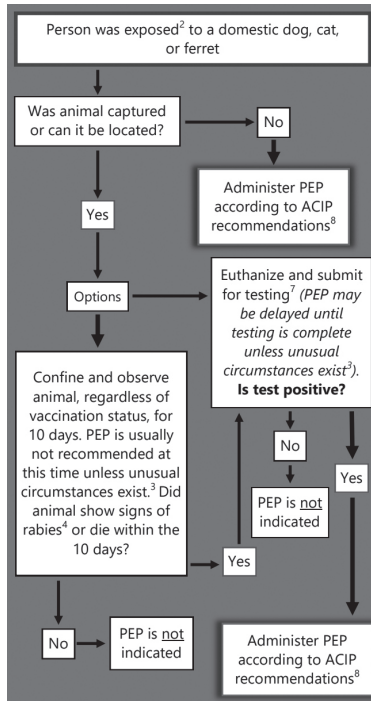 Person was exposed2 to a domestic dog, cat,
or ferret
Was animal captured
or can it be located?
No
Administer PEP
according to ACIP
recommendations8
Yes
Options
Euthanize and submit
for testing7 (PEP may
be delayed until
testing is complete
unless unusual
circumstances exist3).
Is test positive?
Confine and observe
animal, regardless of
vaccination status, for
10 days. PEP is usually
not recommended at
this time unless unusual
circumstances exist.3 Did
animal show signs of
rabies4 or die within the
10 days?
No
Yes
PEP is not
indicated
Yes
No
PEP is not
indicated
Administer PEP
according to ACIP
recommendations8